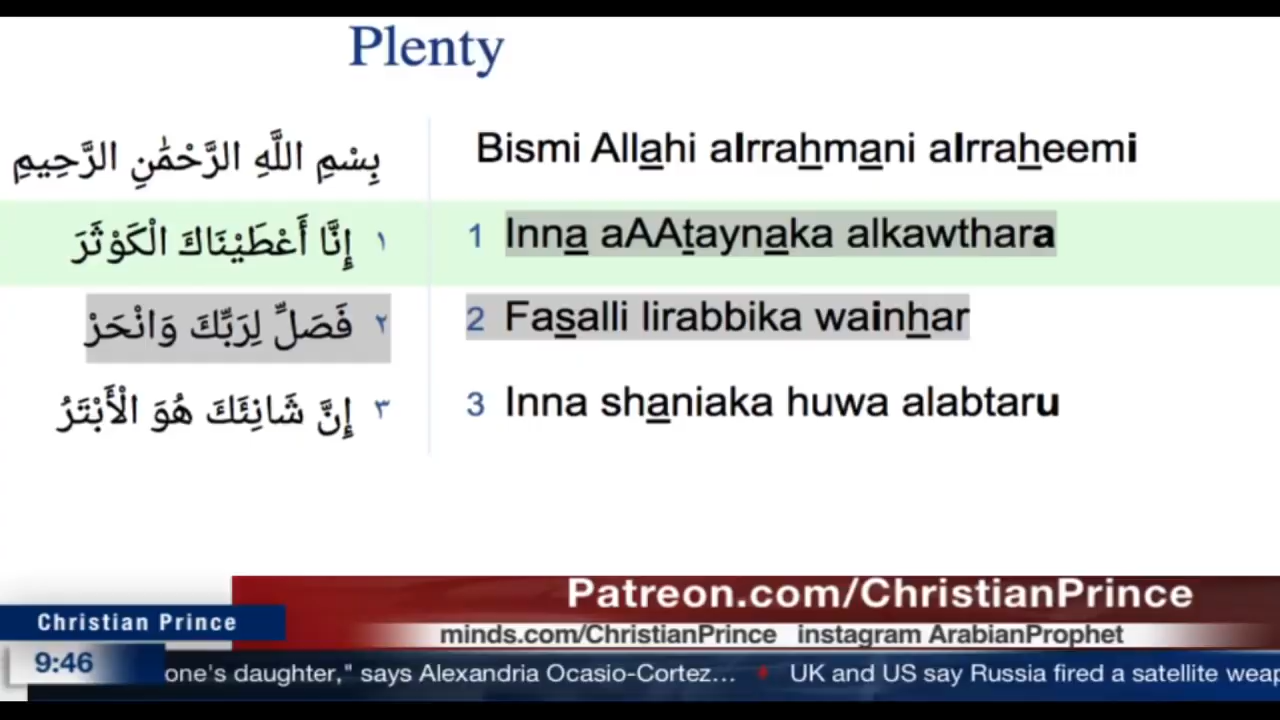 Plenty
بِسْمِ اللَّهِ الرَّحْمَٰنِ الرَّحِيمِ
Bismi Allahi alrrahmani alrraheemi
١ إِنَّا أَعْطَيْنَاكَ الْكَوْثَرَ
1 Inna aAAtaynaka alkawthara
٢ فَصَلِّ لِرَبِّكَ وَانْحَرْ
2 Fasalli lirabbika wainhar
٣ إِنَّ شَانِئَكَ هُوَ الْأَبْتَرُ
3 Inna shaniaka huwa alabtaru
Patreon.com/ChristianPrince
Christian Prince
minds.com/ChristianPrince instagram ArabianProphet
9:46
one's daughter," says Alexandria Ocasio-Cortez... • UK and US say Russia fired a satellite weap